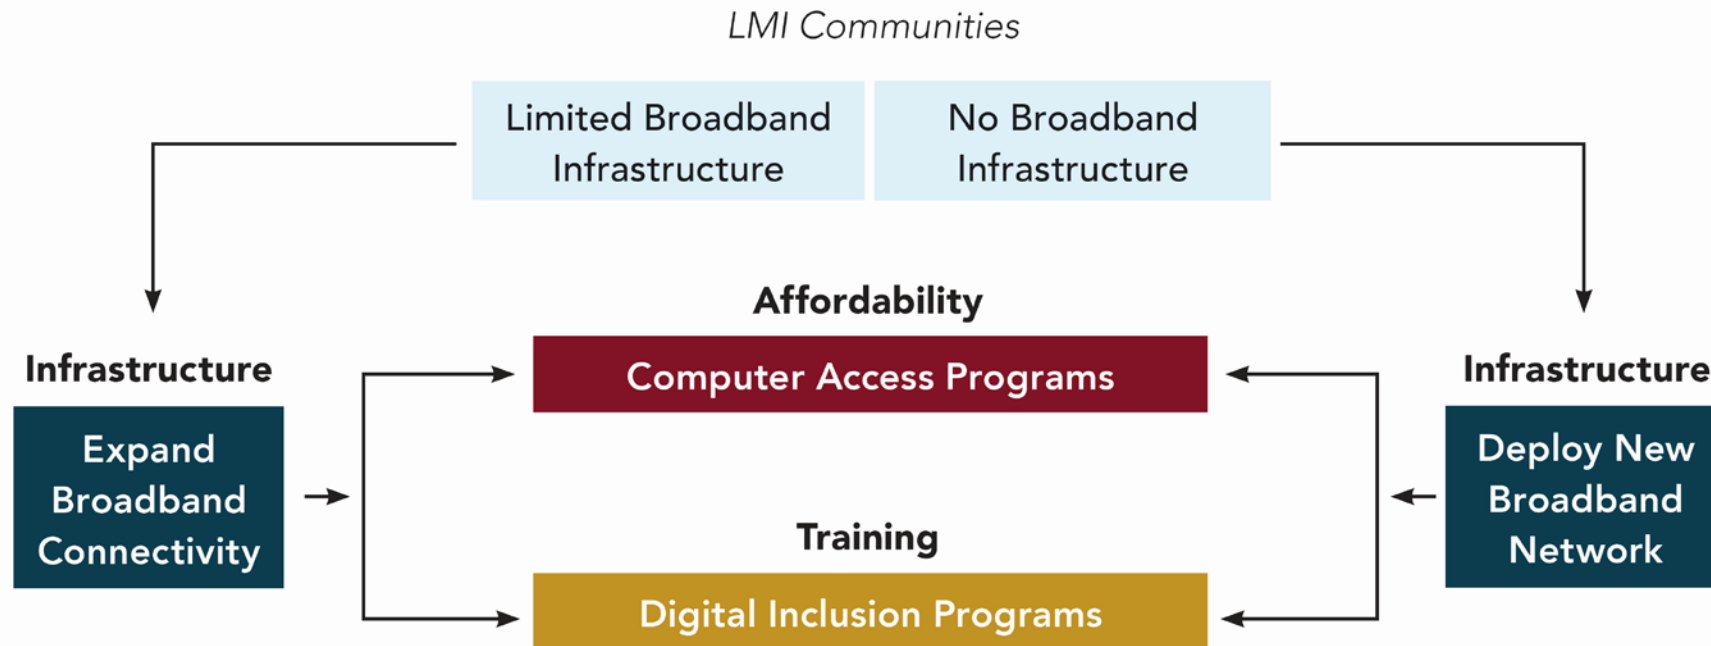 LMI Communities
Limited Broadband
Infrastructure
No Broadband
Infrastructure
Affordability
Computer Access Programs
Infrastructure
Expand
Broadband
Connectivity
Infrastructure
Deploy New
Broadband
Network
Training
Digital Inclusion Programs